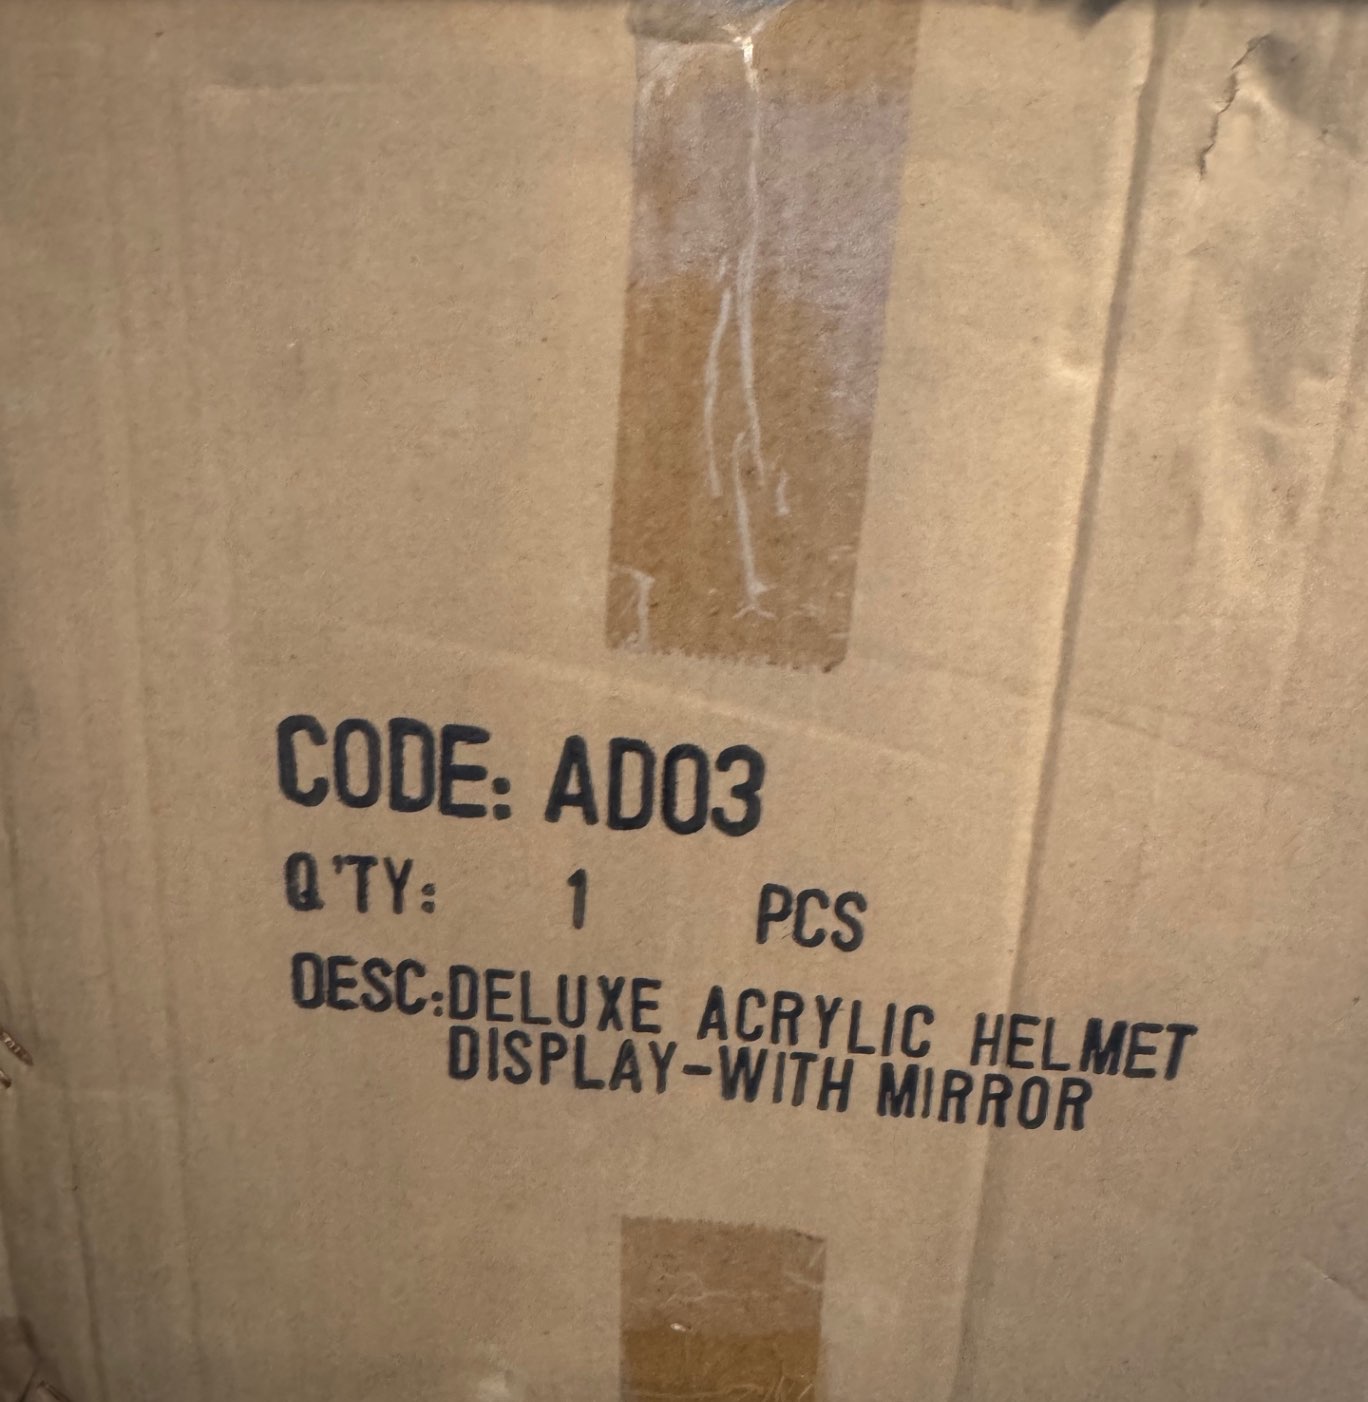 CODE: AD03
Q'TY: 1 PCS
DESC:DELUXE ACRYLIC HELMET
DISPLAY-WITH MIRROR